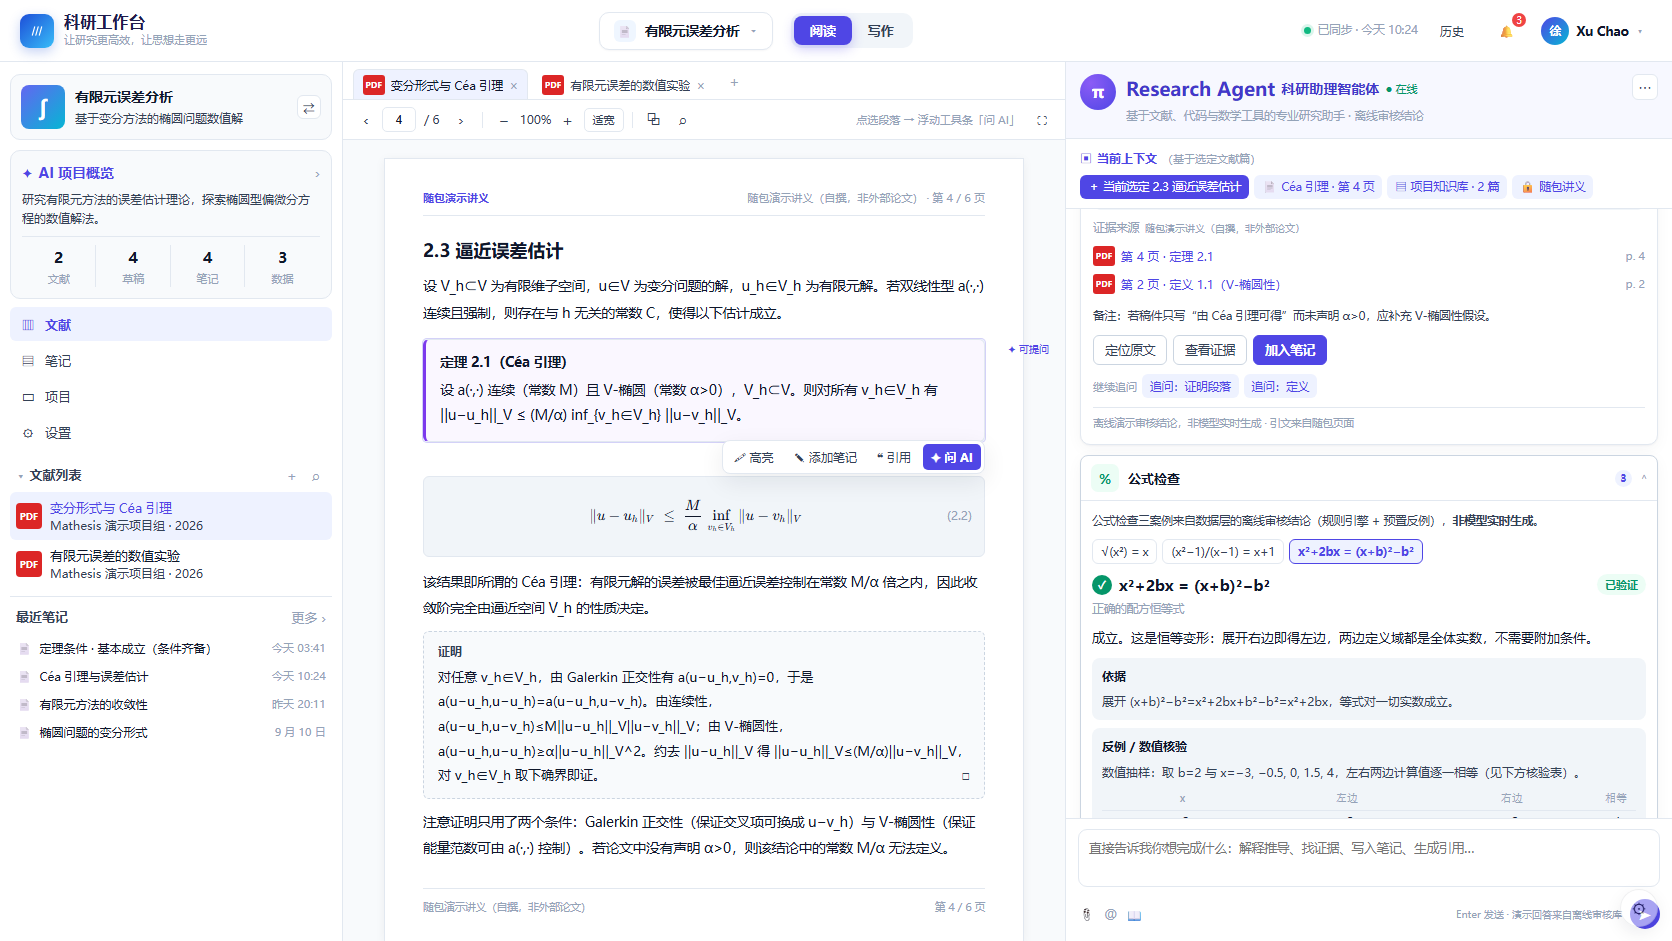 科研工作台
让研究更高效，让思想走更远
有限元误差分析
阅读
写作
已同步 · 今天 10:24
历史
3
徐
Xu Chao
∫
有限元误差分析
基于变分方法的椭圆问题数值解
✦ AI 项目概览
研究有限元方法的误差估计理论，探索椭圆型偏微分方
程的数值解法。
2
4
4
3
文献
草稿
笔记
数据
文献
笔记
项目
设置
文献列表
+
PDF
变分形式与 Céa 引理
Mathesis 演示项目组 · 2026
PDF
有限元误差的数值实验
Mathesis 演示项目组 · 2026
最近笔记
更多 ›
定理条件 · 基本成立（条件齐备）
今天 03:41
Céa 引理与误差估计
今天 10:24
有限元方法的收敛性
昨天 20:11
椭圆问题的变分形式
9 月 10 日
PDF 变分形式与 Céa 引理 ×
PDF 有限元误差的数值实验 ×
+
‹ 4 / 6 ›
− 100% +
适宽
点选段落 → 浮动工具条「问 AI」
随包演示讲义
随包演示讲义（自撰，非外部论文） · 第 4 / 6 页
2.3 逼近误差估计
设 V_h⊂V 为有限维子空间，u∈V 为变分问题的解，u_h∈V_h 为有限元解。若双线性型 a(·,·)
连续且强制，则存在与 h 无关的常数 C，使得以下估计成立。
✦ 可提问
定理 2.1（Céa 引理）
设 a(·,·) 连续（常数 M）且 V-椭圆（常数 α>0），V_h⊂V。则对所有 v_h∈V_h 有
||u−u_h||_V ≤ (M/α) inf_{v_h∈V_h} ||u−v_h||_V。
高亮
添加笔记
❝ 引用
✦ 问 AI
‖u − u_h‖_V ≤ M/α inf_{v_h∈V_h} ‖u − v_h‖_V
(2.2)
该结果即所谓的 Céa 引理：有限元解的误差被最佳逼近误差控制在常数 M/α 倍之内，因此收
敛阶完全由逼近空间 V_h 的性质决定。
证明
对任意 v_h∈V_h，由 Galerkin 正交性有 a(u−u_h,v_h)=0，于是
a(u−u_h,u−u_h)=a(u−u_h,u−v_h)。由连续性，
a(u−u_h,u−v_h)≤M||u−u_h||_V||u−v_h||_V；由 V-椭圆性，
a(u−u_h,u−u_h)≥α||u−u_h||_V^2。约去 ||u−u_h||_V 得 ||u−u_h||_V≤(M/α)||u−v_h||_V，
对 v_h∈V_h 取下确界即证。
□
注意证明只用了两个条件：Galerkin 正交性（保证交叉项可换成 u−v_h）与 V-椭圆性（保证
能量范数可由 a(·,·) 控制）。若论文中没有声明 α>0，则该结论中的常数 M/α 无法定义。
随包演示讲义（自撰，非外部论文）
第 4 / 6 页
π
Research Agent 科研助理智能体 ● 在线
基于文献、代码与数学工具的专业研究助手 · 离线审核结论
当前上下文 （基于选定文献篇）
+ 当前选定 2.3 逼近误差估计
Céa 引理 · 第 4 页
项目知识库 · 2 篇
随包讲义
证据来源 随包演示讲义（自撰，非外部论文）
PDF 第 4 页 · 定理 2.1
p. 4
PDF 第 2 页 · 定义 1.1（V-椭圆性）
p. 2
备注：若稿件只写“由 Céa 引理可得”而未声明 α>0，应补充 V-椭圆性假设。
定位原文
查看证据
加入笔记
继续追问
追问：证明段落
追问：定义
离线演示审核结论，非模型实时生成 · 引文来自随包页面
% 公式检查
3
公式检查三案例来自数据层的离线审核结论（规则引擎 + 预置反例），非模型实时生成。
√(x²) = x
(x²−1)/(x−1) = x+1
x²+2bx = (x+b)²−b²
✓ x²+2bx = (x+b)²−b²
已验证
正确的配方恒等式
成立。这是恒等变形：展开右边即得左边，两边定义域都是全体实数，不需要附加条件。
依据
展开 (x+b)²−b²=x²+2bx+b²−b²=x²+2bx，等式对一切实数成立。
反例 / 数值核验
数值抽样：取 b=2 与 x=−3, −0.5, 0, 1.5, 4，左右两边计算值逐一相等（见下方核验表）。
x
左边
右边
相等
直接告诉我你想完成什么：解释推导、找证据、写入笔记、生成引用...
@
Enter 发送 · 演示回答来自离线审核库